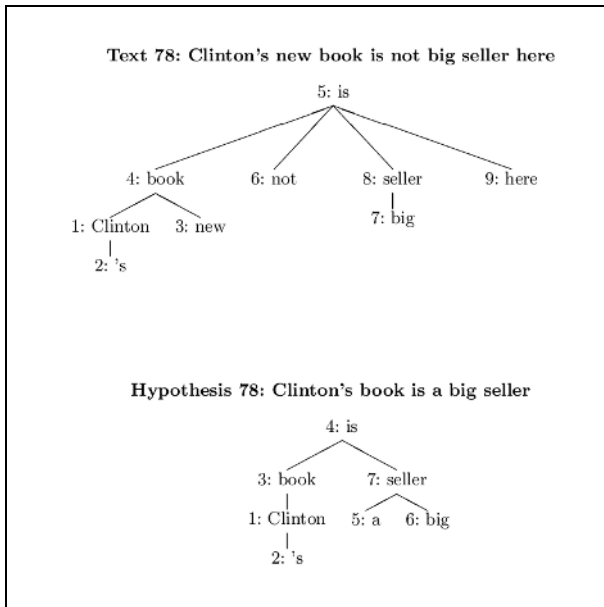 Text 78: Clinton's new book is not big seller here
5: is
4: book 6: not 8: seller 9: here
1: Clinton 3: new 7: big
2: 's
Hypothesis 78: Clinton's book is a big seller
4: is
3: book 7: seller
1: Clinton 5: a 6: big
2: 's